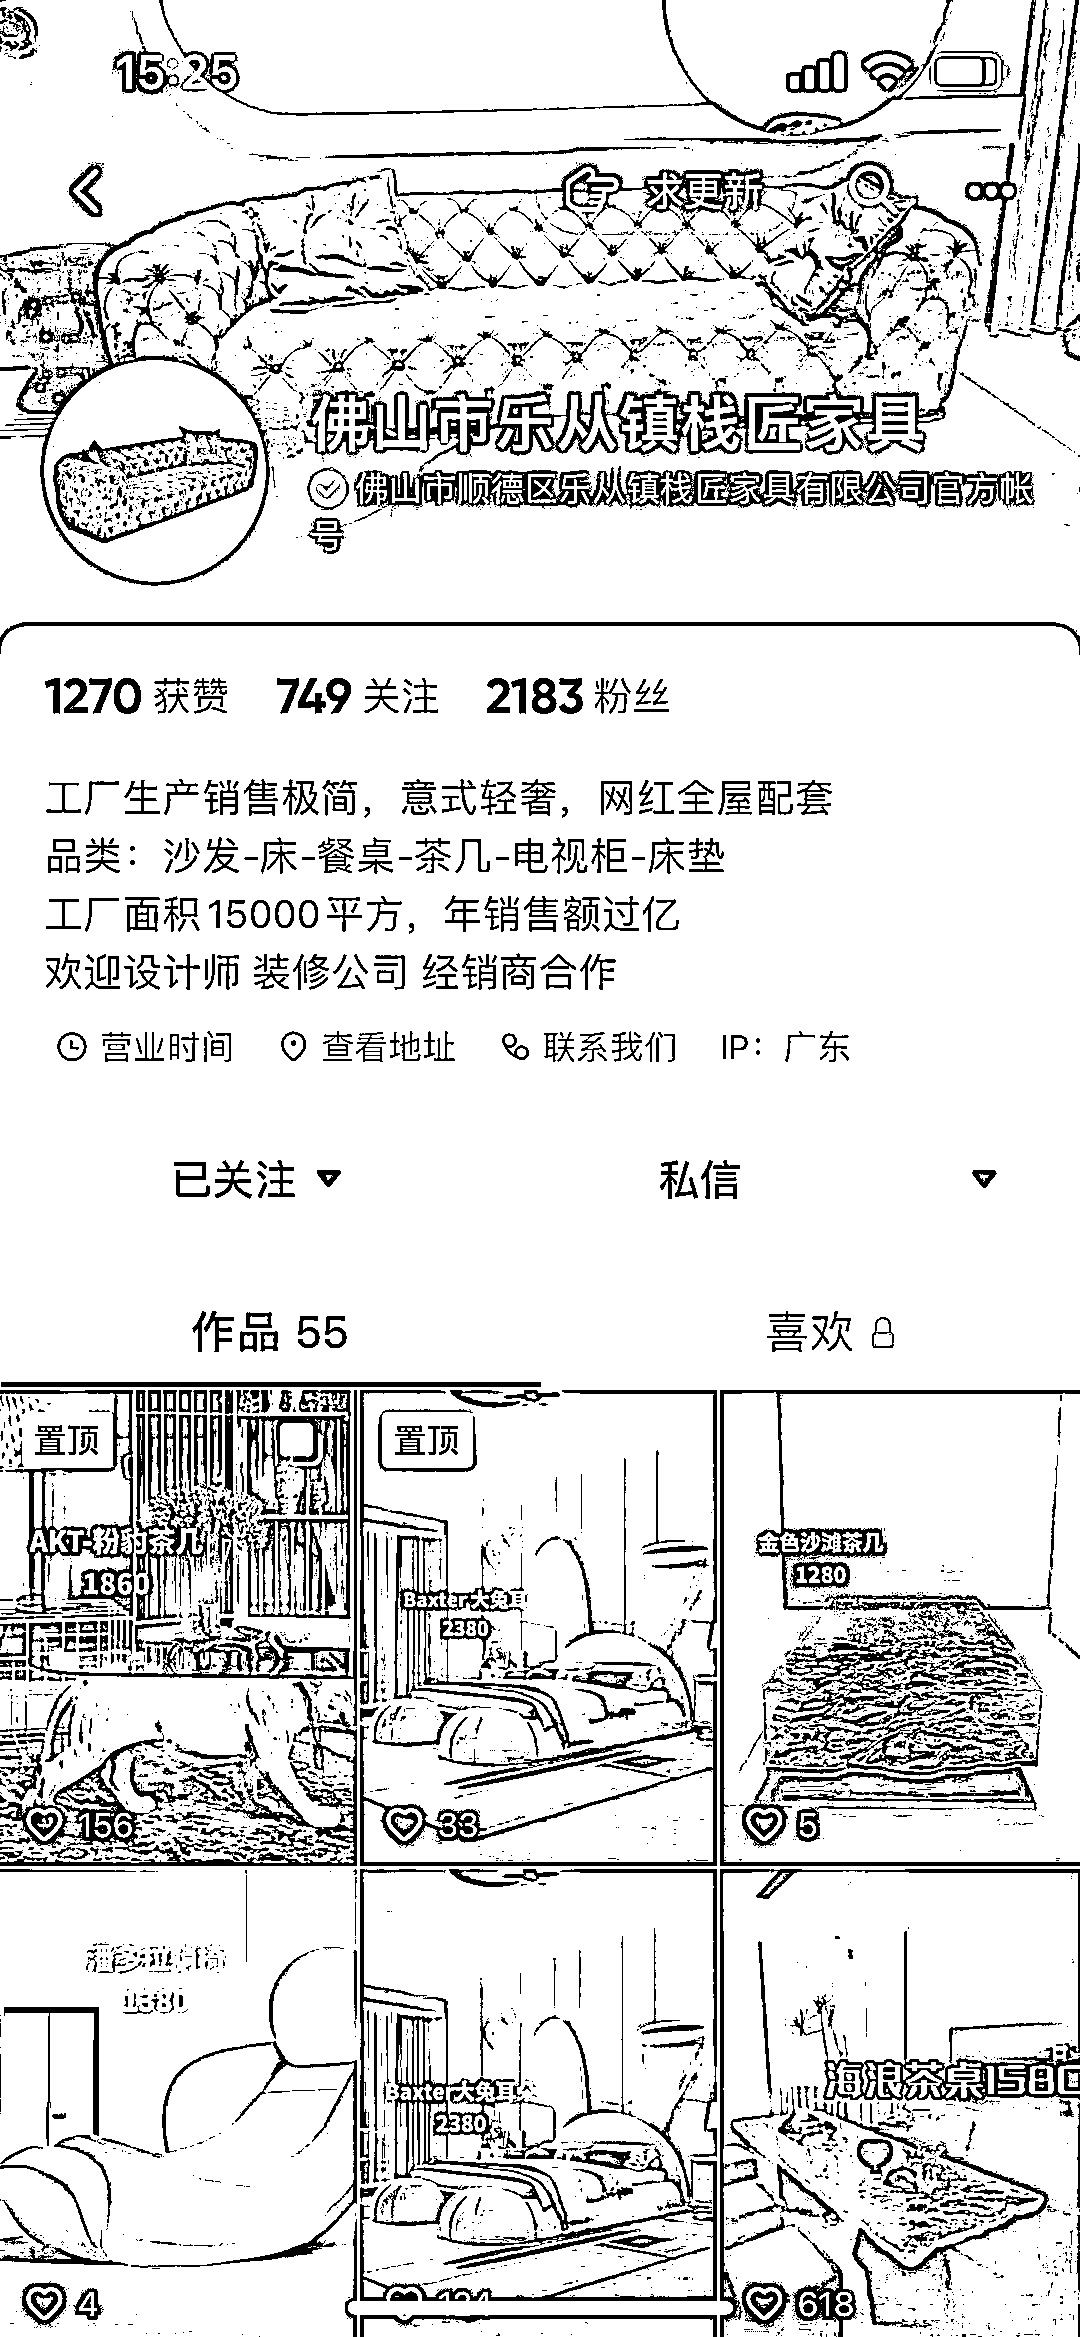 15:25
求更新
佛山市乐从镇栈匠家具
佛山市顺德区乐从镇栈匠家具有限公司官方帐
号
1270 获赞 749 关注 2183 粉丝
工厂生产销售极简，意式轻奢，网红全屋配套
品类：沙发-床-餐桌-茶几-电视柜-床垫
工厂面积15000平方，年销售额过亿
欢迎设计师 装修公司 经销商合作
营业时间 查看地址 联系我们 IP：广东
已关注 私信
作品 55 喜欢
置顶 置顶
AKT-粉豹茶几
1860
Baxter大兔耳
2380
金色沙滩茶几
1280
156 33 5
1380
Baxter大兔耳
2380
海浪茶桌1580
4 134 618